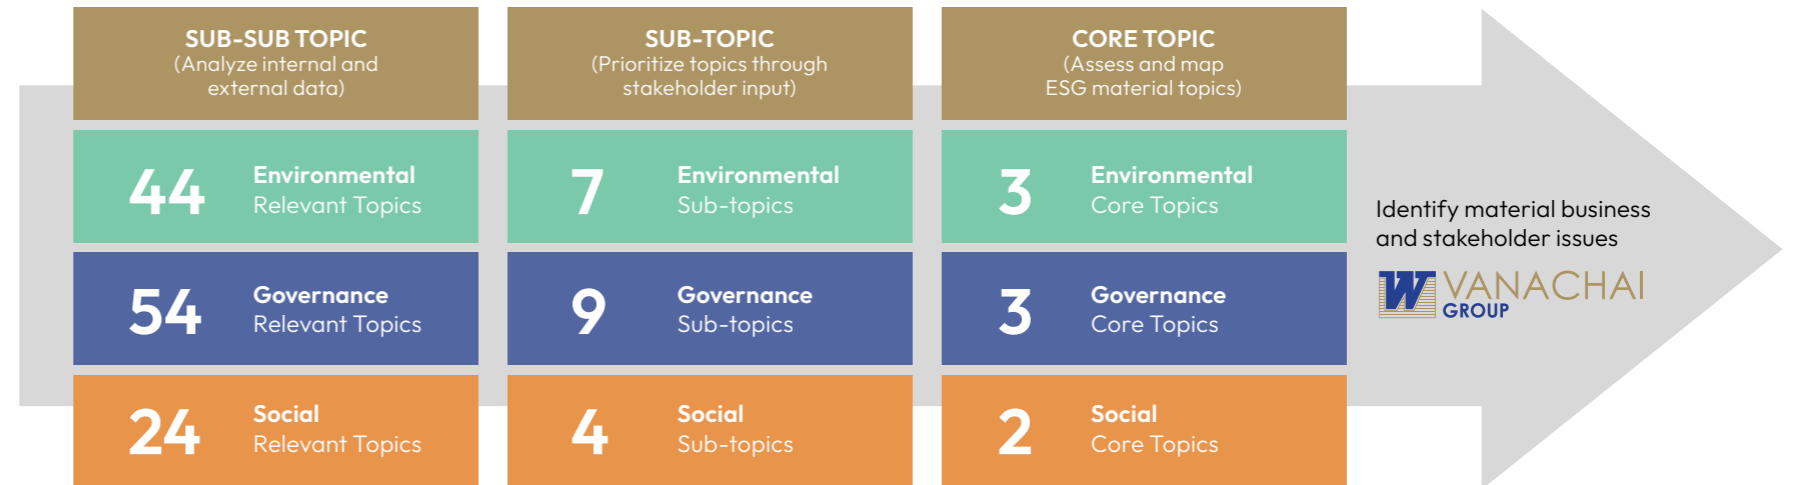 SUB-SUB TOPIC
(Analyze internal and
external data)
SUB-TOPIC
(Prioritize topics through
stakeholder input)
CORE TOPIC
(Assess and map
ESG material topics)
44
Environmental
Relevant Topics
7
Environmental
Sub-topics
3
Environmental
Core Topics
54
Governance
Relevant Topics
9
Governance
Sub-topics
3
Governance
Core Topics
24
Social
Relevant Topics
4
Social
Sub-topics
2
Social
Core Topics
Identify material business
and stakeholder issues
W VANACHAI
GROUP